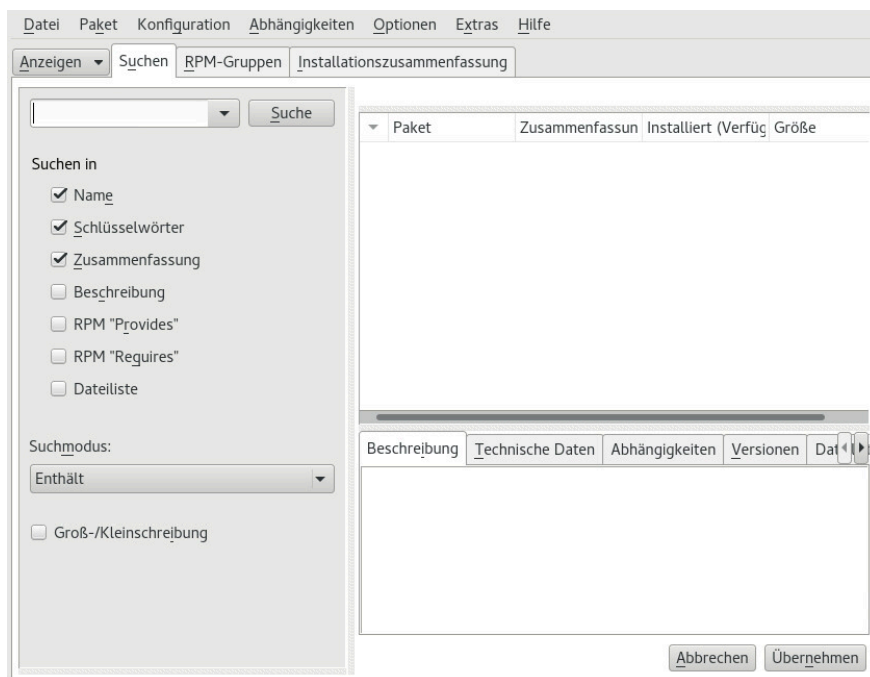 Datei Paket Konfiguration Abhängigkeiten Optionen Extras Hilfe
Anzeigen Suchen RPM-Gruppen Installationszusammenfassung
Suche
Suchen in
Name
Schlüsselwörter
Zusammenfassung
Beschreibung
RPM "Provides"
RPM "Requires"
Dateiliste
Suchmodus:
Enthält
Groß-/Kleinschreibung
Paket Zusammenfassun Installiert (Verfüg Größe
Beschreibung Technische Daten Abhängigkeiten Versionen Dat
Abbrechen Übernehmen